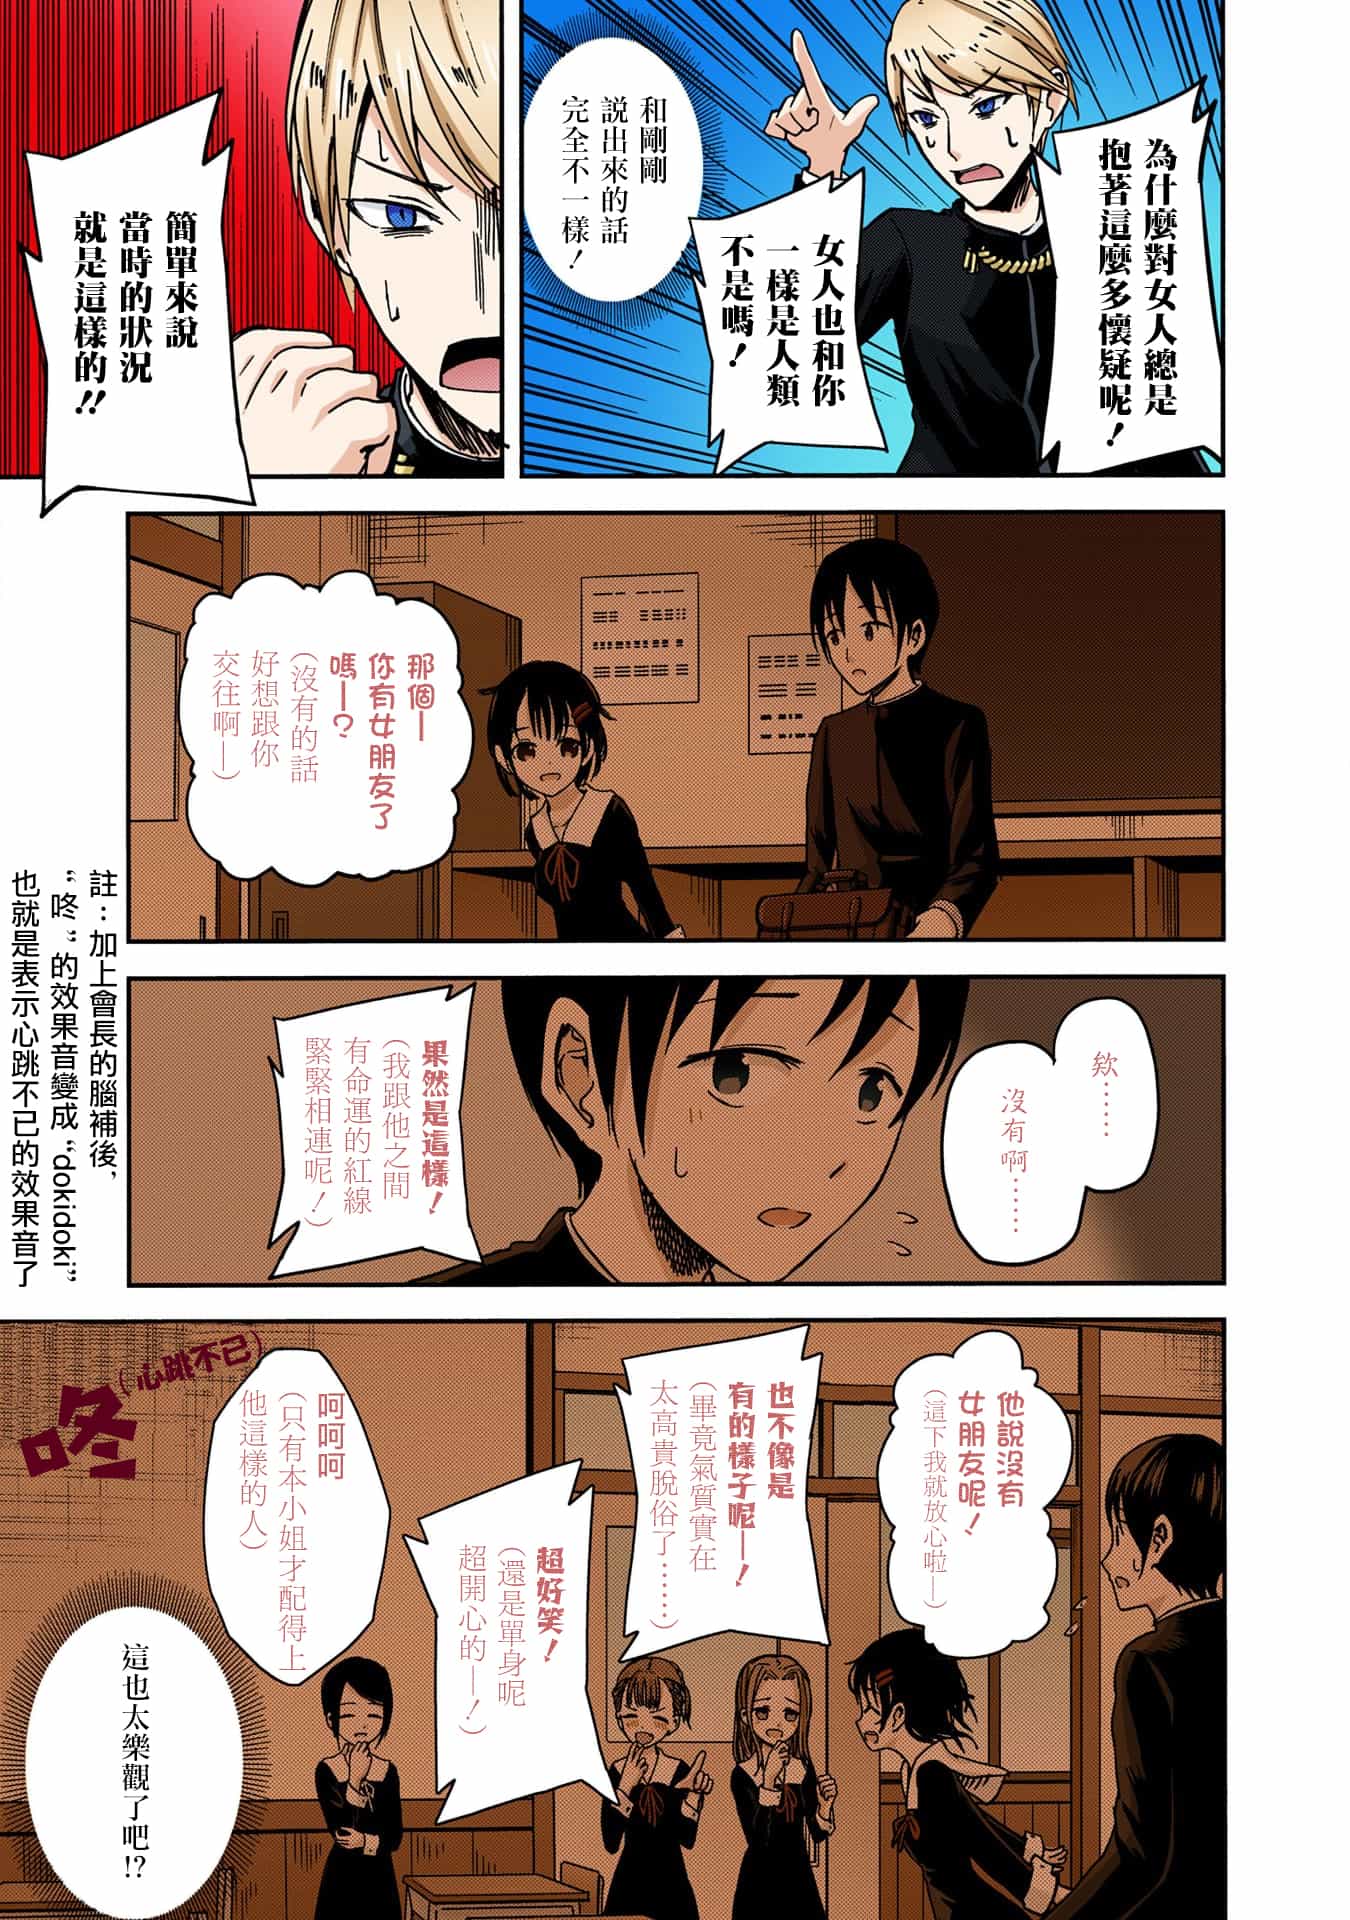 為什麼對女人總是
抱著這麼多懷疑呢！
女人也和你
一樣是人類
不是嗎！
和剛剛
説出來的話
完全不一樣！
簡單來說
當時的狀況
就是這樣的！！
那個—
你有女朋友了
嗎—？
（沒有的話
好想跟你
交往啊—）
欸……
沒有啊……
果然是這樣！
（我跟他之間
有命運的紅線
緊緊相連呢！）
註：加上會長的腦補後，
“咚”的效果音變成“dokidoki”
也就是表示心跳不已的效果音了
他說沒有
女朋友呢！
（這下我就放心啦—）
也不像是
有的樣子呢—！
（畢竟氣質實在
太高貴脫俗了……）
超好笑！
（還是單身呢
超開心的—！）
呵呵呵
（只有本小姐才配得上
他這樣的人）
咚
（心跳不已）
這也太樂觀了吧！？